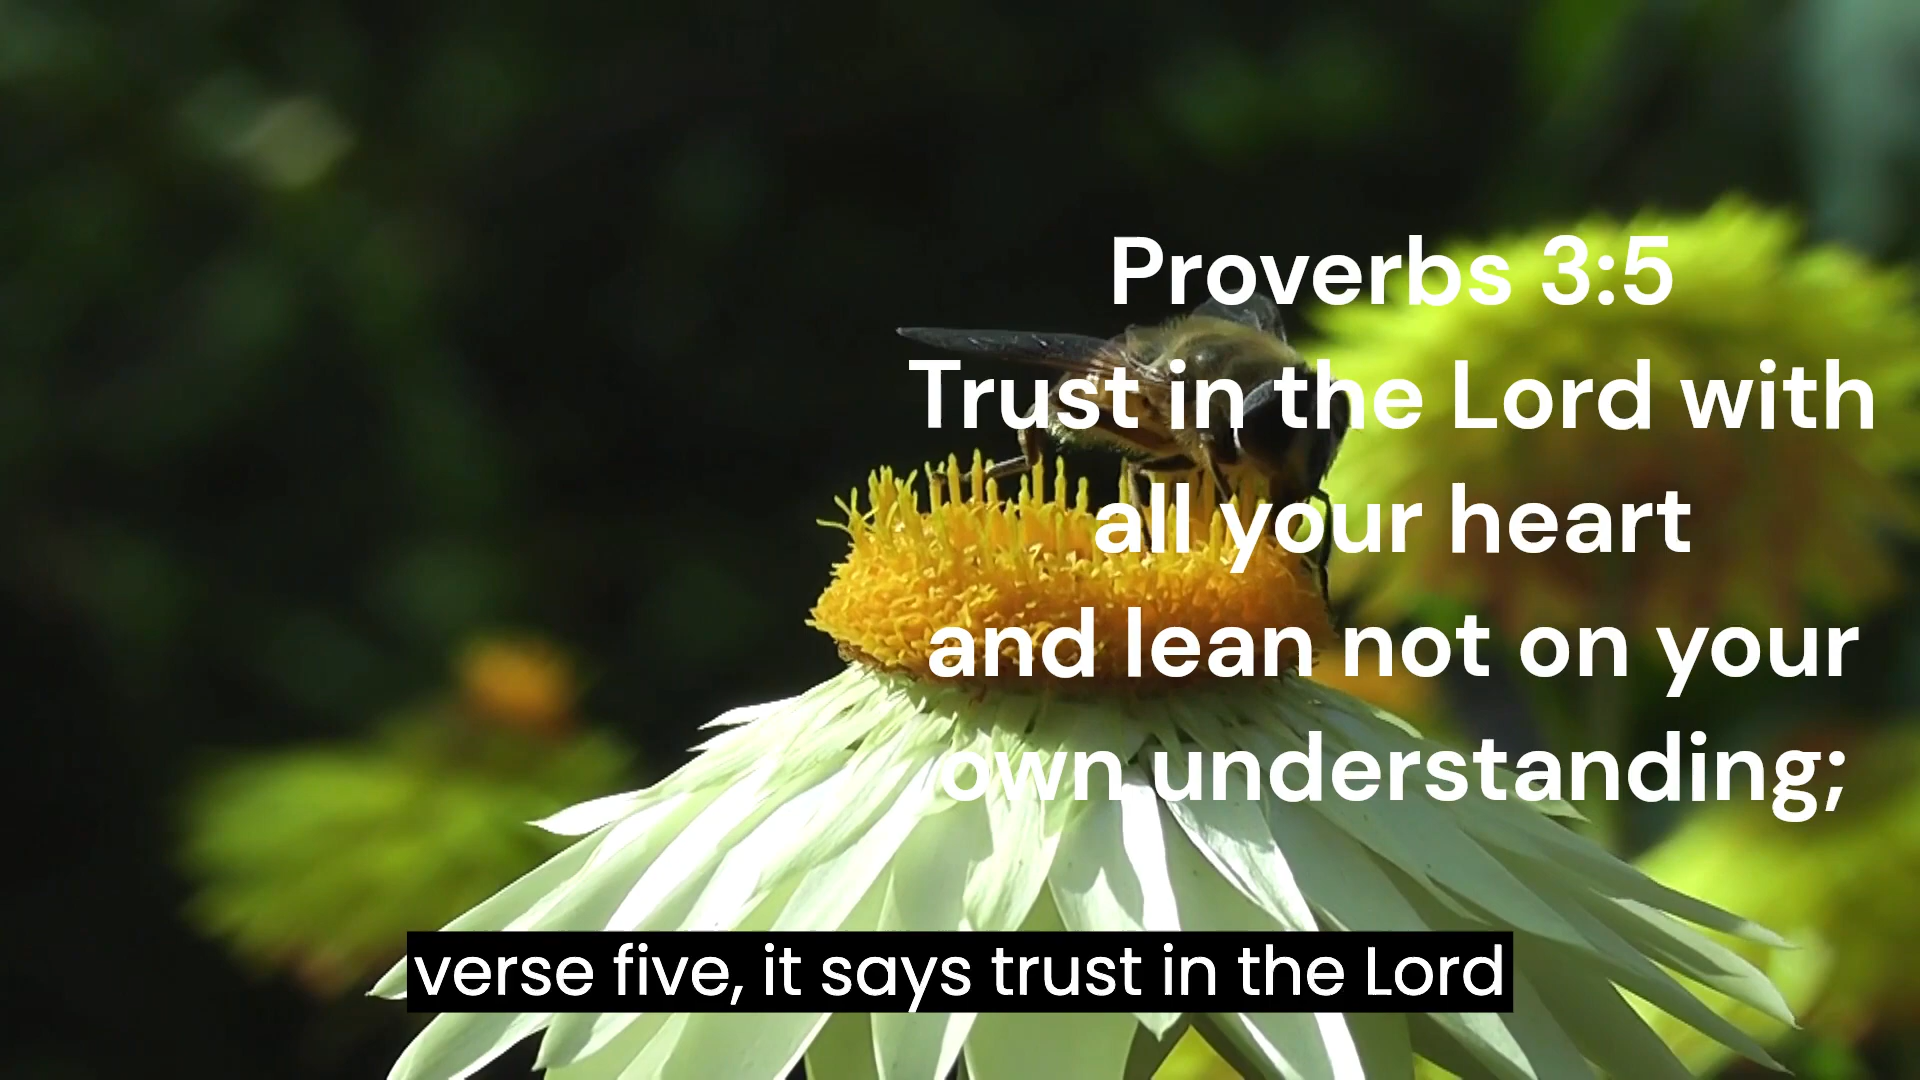 Proverbs 3:5
Trust in the Lord with
all your heart
and lean not on your
own understanding;
verse five, it says trust in the Lord